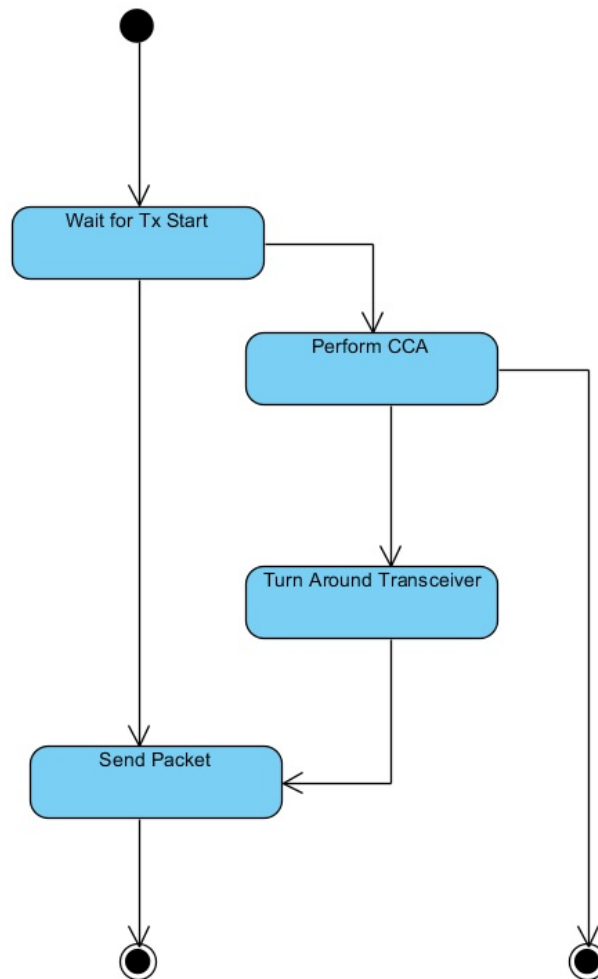 Wait for Tx Start
Perform CCA
Turn Around Transceiver
Send Packet